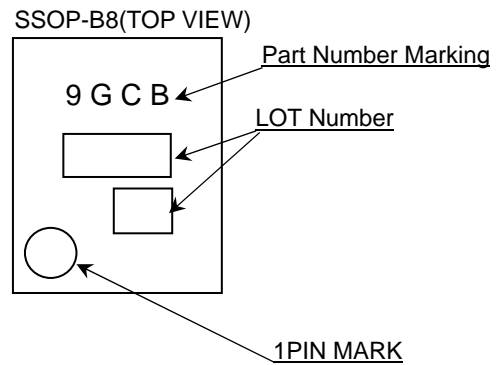 SSOP-B8(TOP VIEW)
Part Number Marking
9 G C B
LOT Number
1PIN MARK